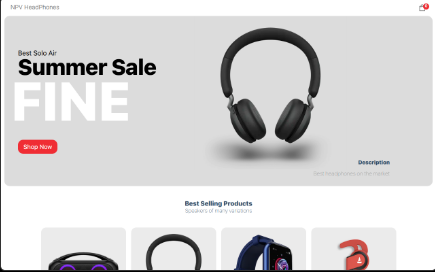 NPV HeadPhones
Best Solo Air
Summer Sale
FINE
Shop Now
Description
Best headphones on the market
Best Selling Products
Speakers of many variations